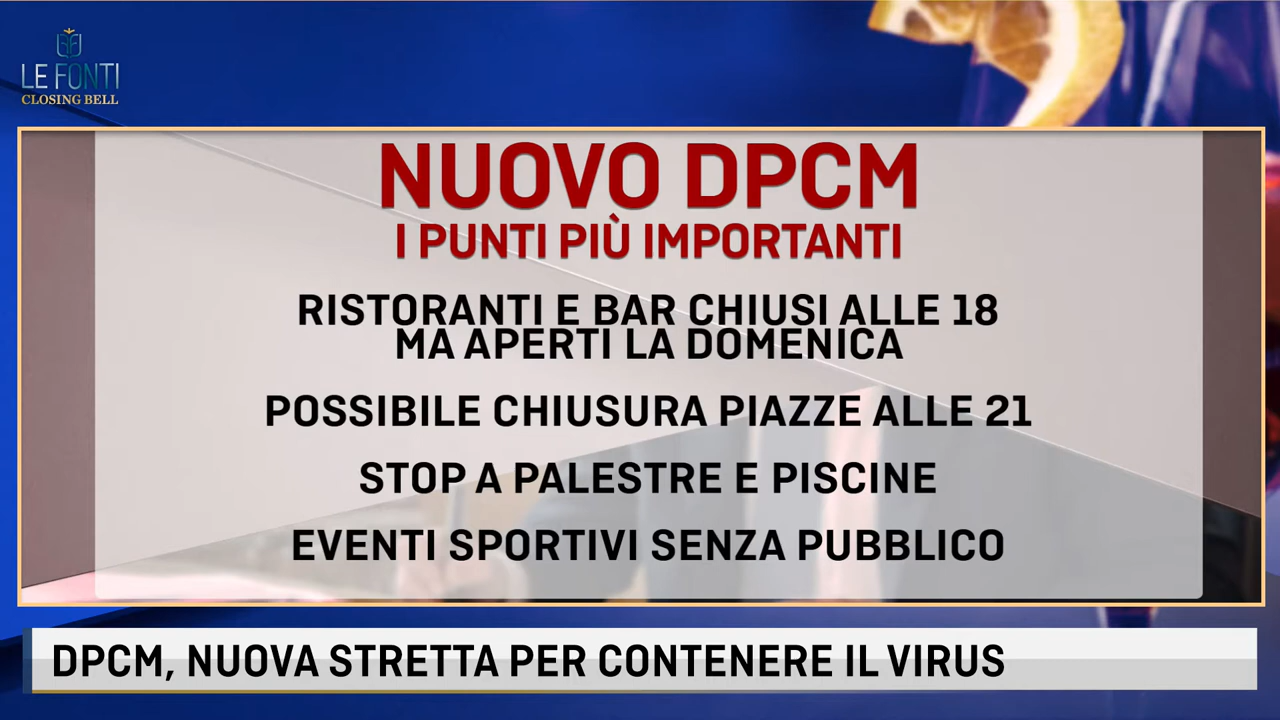 LE FONTI
CLOSING BELL
NUOVO DPCM
I PUNTI PIÙ IMPORTANTI
RISTORANTI E BAR CHIUSI ALLE 18
MA APERTI LA DOMENICA
POSSIBILE CHIUSURA PIAZZE ALLE 21
STOP A PALESTRE E PISCINE
EVENTI SPORTIVI SENZA PUBBLICO
DPCM, NUOVA STRETTA PER CONTENERE IL VIRUS